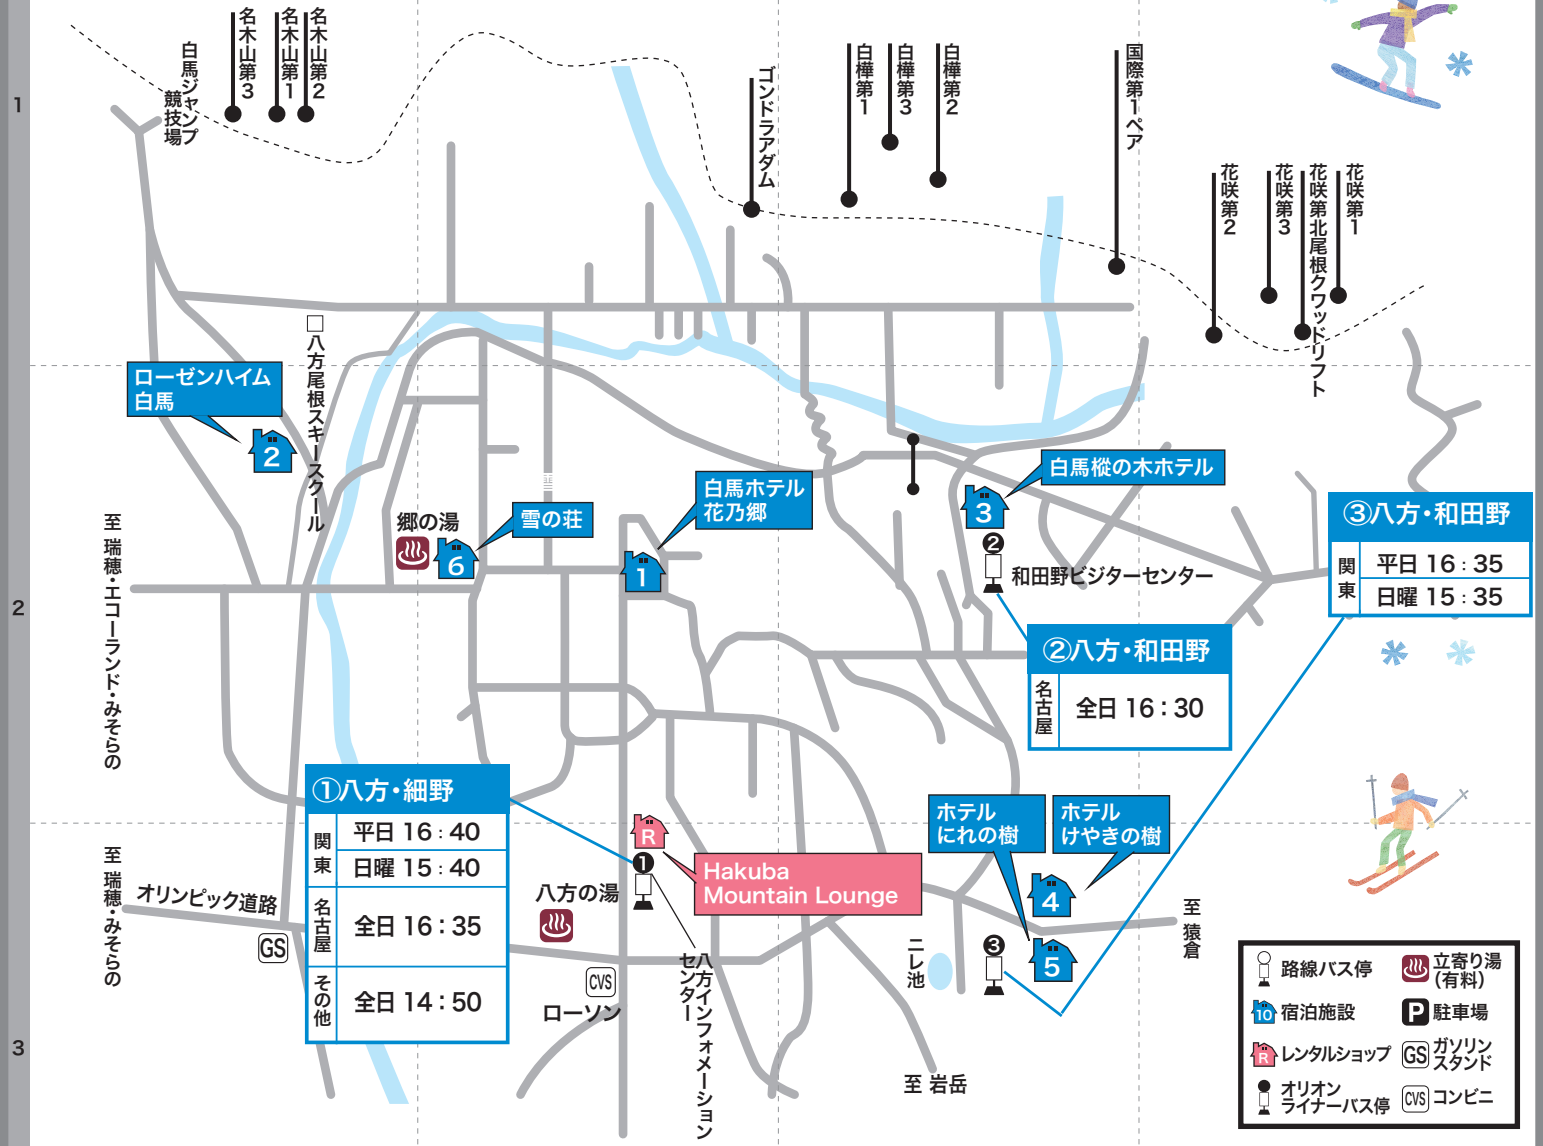 1
2
3
白馬ジャンプ
競技場
名木山第3
名木山第1
名木山第2
ゴンドラアダム
白樺第1
白樺第3
白樺第2
国際第1ペア
花咲第2
花咲第3
花咲第北尾根クワッドリフト
花咲第1
ローゼンハイム
白馬
2
□八方尾根スキースクール
郷の湯
6
雪の荘
白馬ホテル
花乃郷
1
白馬樅の木ホテル
3
2
和田野ビジターセンター
③八方・和田野
関東
平日 16:35
日曜 15:35
②八方・和田野
名古屋
全日 16:30
至 瑞穂・エコーランド・みそらの
①八方・細野
関東
平日 16:40
日曜 15:40
名古屋
全日 16:35
その他
全日 14:50
R
1
Hakuba
Mountain Lounge
ホテル
にれの樹
ホテル
けやきの樹
4
5
3
ニレ池
至 猿倉
至 瑞穂・みそらの
オリンピック道路
GS
八方の湯
CVS
ローソン
八方インフォメーション
センター
至 岩岳
路線バス停
立寄り湯
(有料)
10
宿泊施設
P
駐車場
R
レンタルショップ
GS
ガソリン
スタンド
オリオン
ライナーバス停
CVS
コンビニ